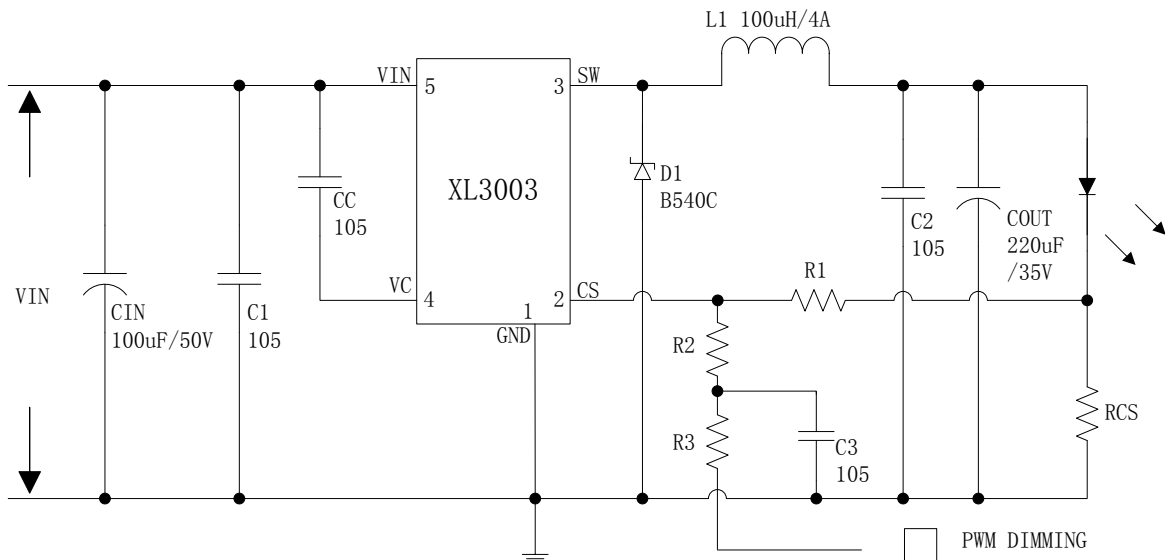 L1 100uH/4A
VIN
5
3
SW
XL3003
CC
105
D1
B540C
C2
105
COUT
220uF
/35V
VIN
VC
4
2
CS
R1
CIN
100uF/50V
C1
105
1
GND
R2
R3
C3
105
RCS
PWM DIMMING